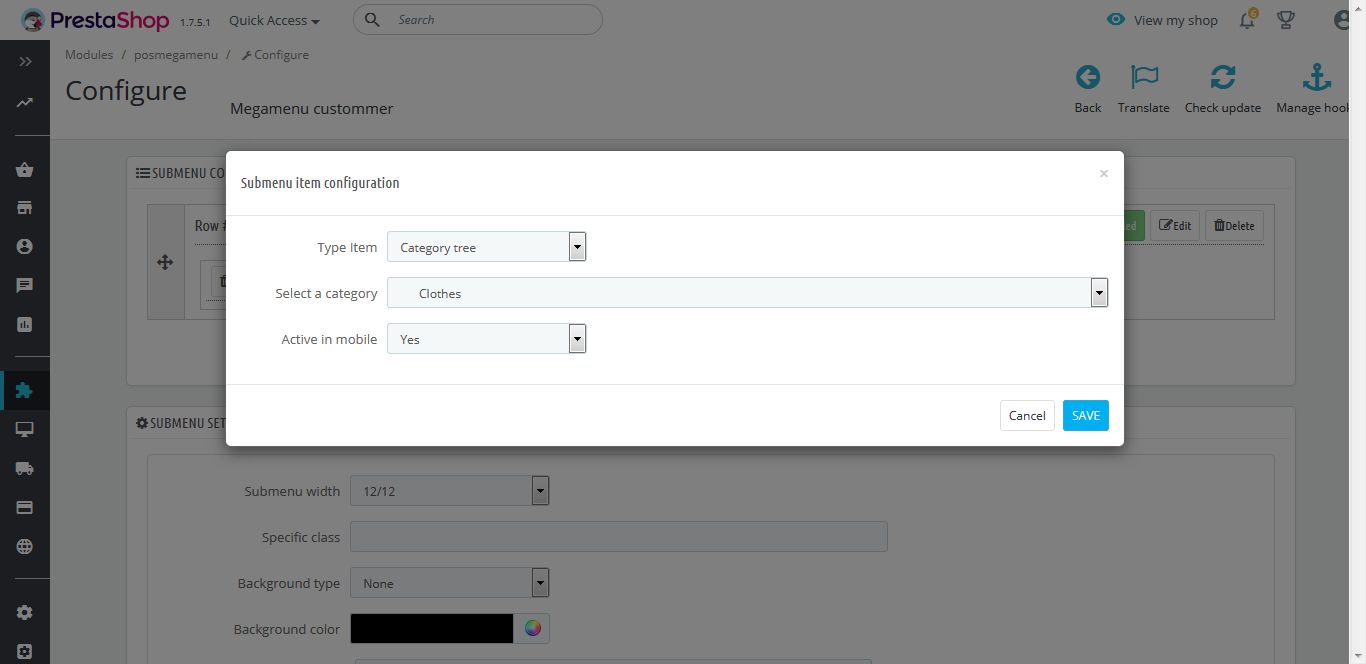 PrestaShop 1.7.5.1 Quick Access Search View my shop 6
Modules / posmegamenu / Configure
Configure
Megamenu custommer
Back Translate Check update Manage hook
SUBMENU CO
Submenu item configuration ×
Row # ed Edit Delete
Type Item Category tree
Select a category Clothes
Active in mobile Yes
Cancel SAVE
SUBMENU SET
Submenu width 12/12
Specific class
Background type None
Background color